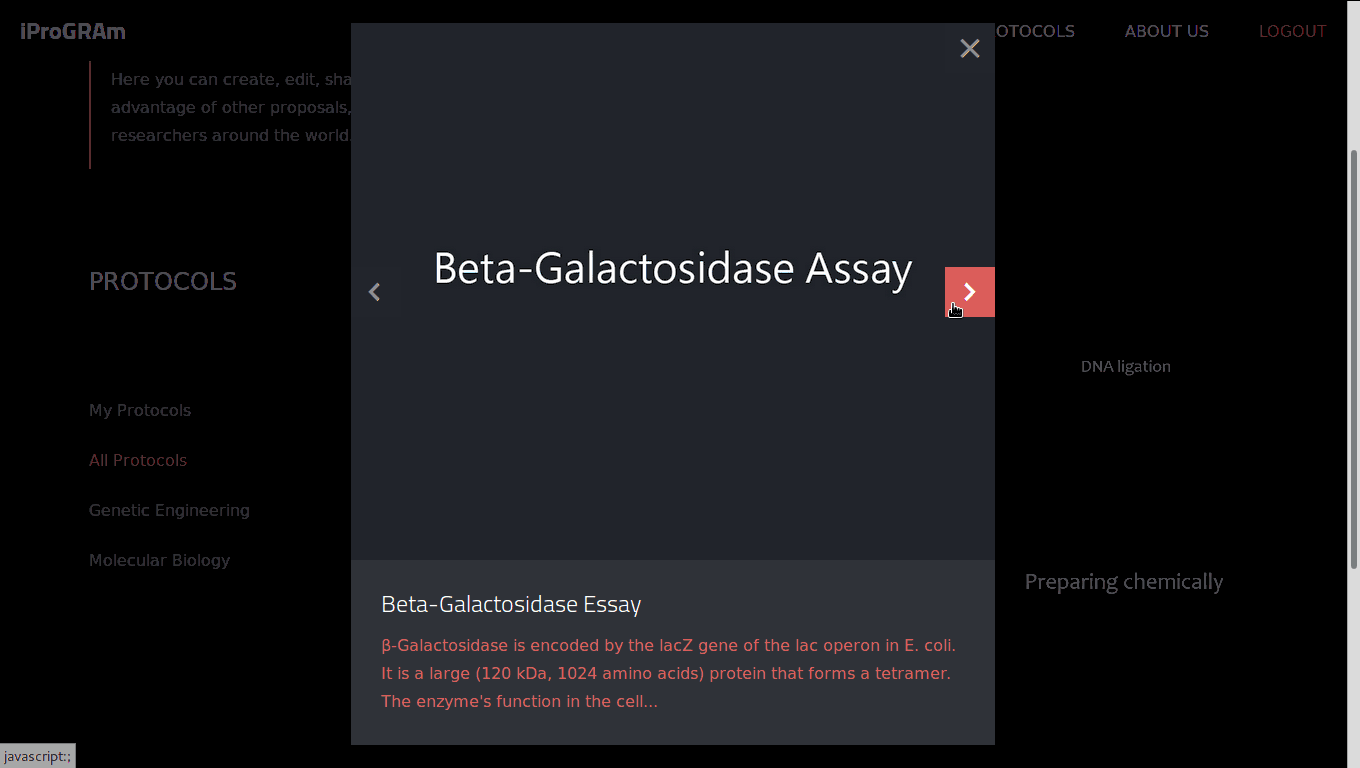 iProGRAm
OTOCOLS
ABOUT US
LOGOUT
Here you can create, edit, sha
advantage of other proposals,
researchers around the world.
PROTOCOLS
My Protocols
All Protocols
Genetic Engineering
Molecular Biology
Beta-Galactosidase Assay
DNA ligation
Preparing chemically
Beta-Galactosidase Essay
β-Galactosidase is encoded by the lacZ gene of the lac operon in E. coli.
It is a large (120 kDa, 1024 amino acids) protein that forms a tetramer.
The enzyme's function in the cell...
javascript:;